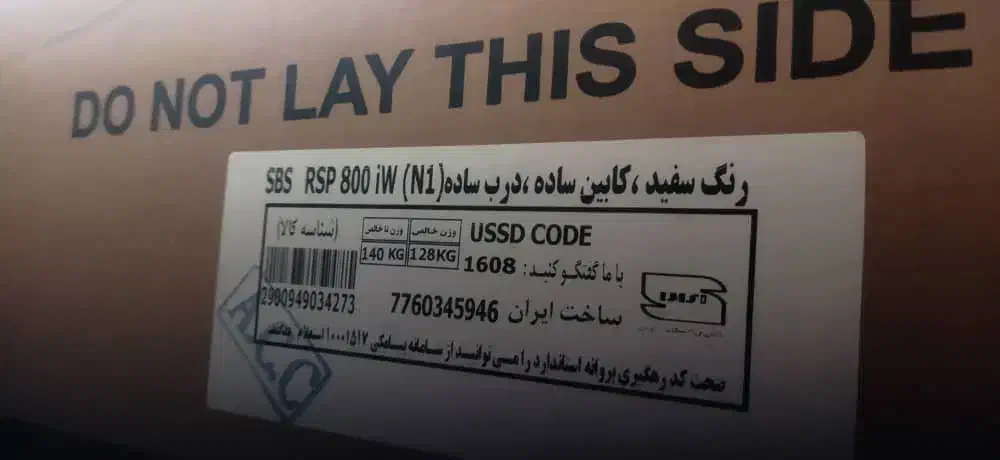 DO NOT LAY THIS SIDE
SBS RSP 800 iW (N1) رنگ سفید ، کابین ساده ، درب ساده
(شناسه کالا)
2900949034273
وزن ناخالص
140 KG
وزن خالص
128KG
USSD CODE
با ما گفتگو کنید: 1608
7760345946 ساخت ایران
صحت کد رهگیری پروانه استاندارد را می توانید از سامانه پیامکی ۱۰۰۰۱۵۱۷ استعلام